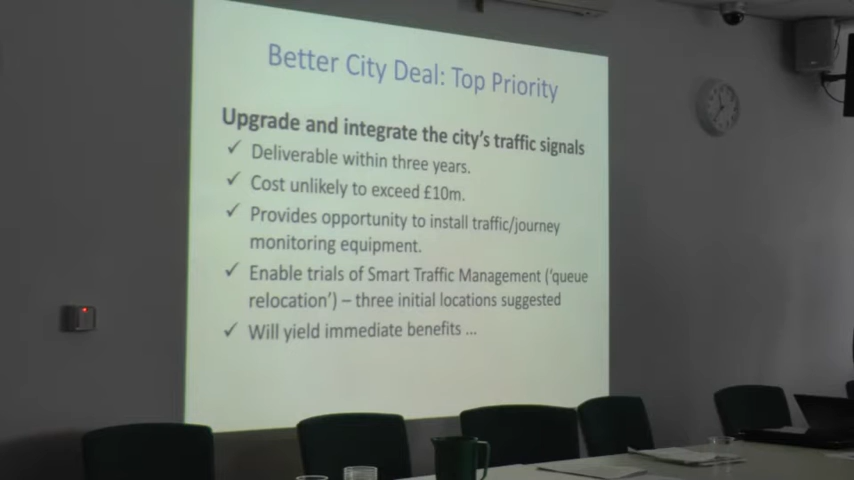 Better City Deal: Top Priority
Upgrade and integrate the city's traffic signals
✓ Deliverable within three years.
✓ Cost unlikely to exceed £10m.
✓ Provides opportunity to install traffic/journey
monitoring equipment.
✓ Enable trials of Smart Traffic Management ('queue
relocation') – three initial locations suggested
✓ Will yield immediate benefits ...